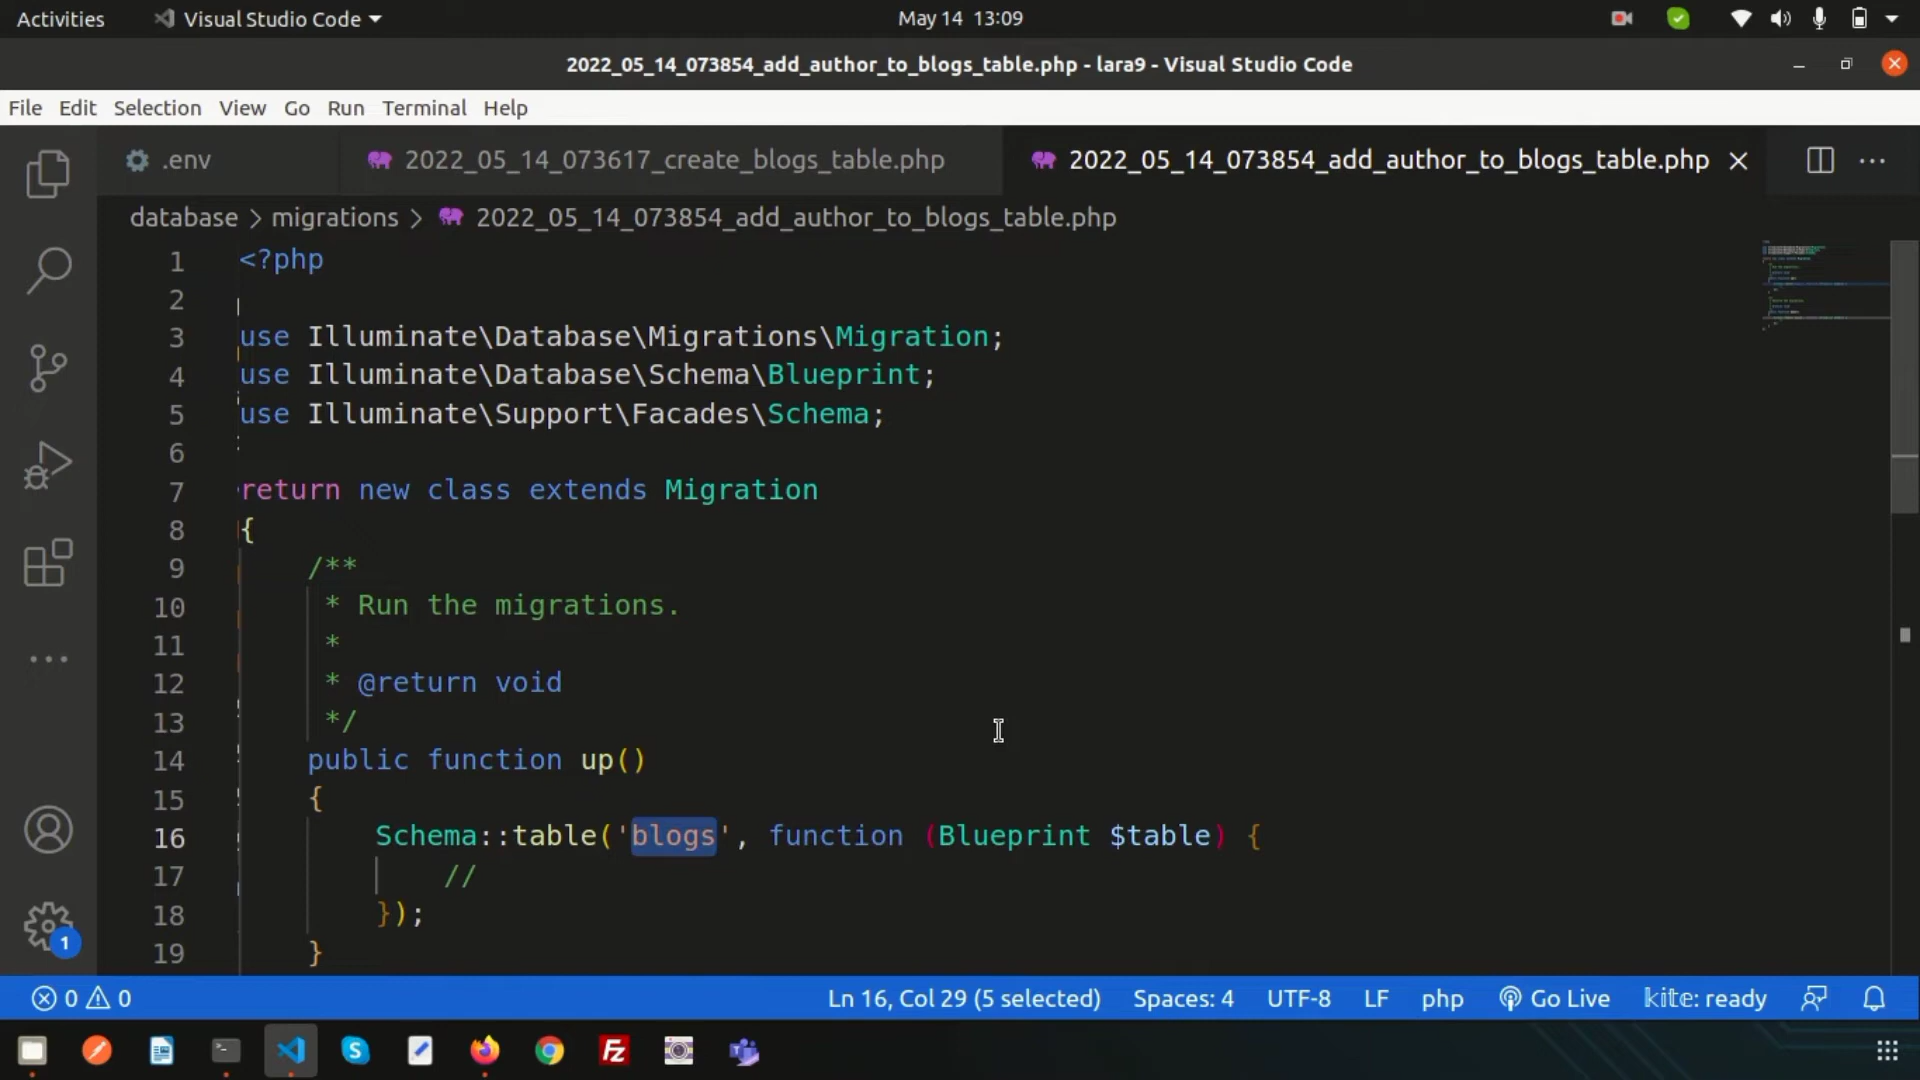 Activities Visual Studio Code May 14 13:09
2022_05_14_073854_add_author_to_blogs_table.php - lara9 - Visual Studio Code
File Edit Selection View Go Run Terminal Help
.env 2022_05_14_073617_create_blogs_table.php 2022_05_14_073854_add_author_to_blogs_table.php
database > migrations > 2022_05_14_073854_add_author_to_blogs_table.php
1 <?php
2
3 use Illuminate\Database\Migrations\Migration;
4 use Illuminate\Database\Schema\Blueprint;
5 use Illuminate\Support\Facades\Schema;
6
7 return new class extends Migration
8 {
9 /**
10 * Run the migrations.
11 *
12 * @return void
13 */
14 public function up()
15 {
16 Schema::table('blogs', function (Blueprint $table) {
17 //
18 });
19 }
1
0 0 Ln 16, Col 29 (5 selected) Spaces: 4 UTF-8 LF php Go Live kite: ready